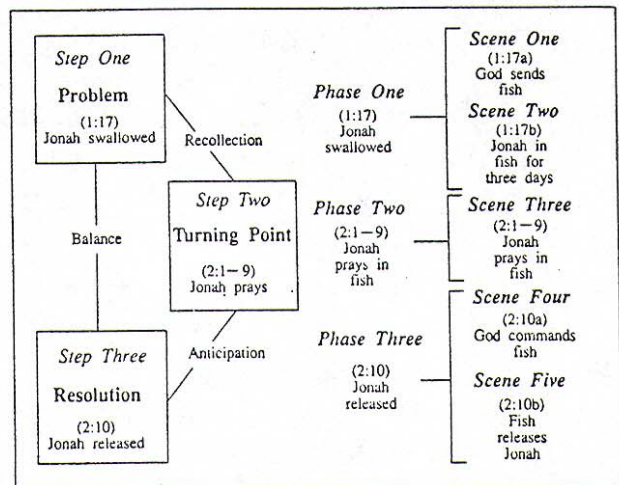 Step One
Problem
(1:17)
Jonah swallowed
Recollection
Step Two
Turning Point
(2:1—9)
Jonah prays
Balance
Anticipation
Step Three
Resolution
(2:10)
Jonah released
Phase One
(1:17)
Jonah
swallowed
Phase Two
(2:1—9)
Jonah
prays in
fish
Phase Three
(2:10)
Jonah
released
Scene One
(1:17a)
God sends
fish
Scene Two
(1:17b)
Jonah in
fish for
three days
Scene Three
(2:1—9)
Jonah
prays in
fish
Scene Four
(2:10a)
God commands
fish
Scene Five
(2:10b)
Fish
releases
Jonah